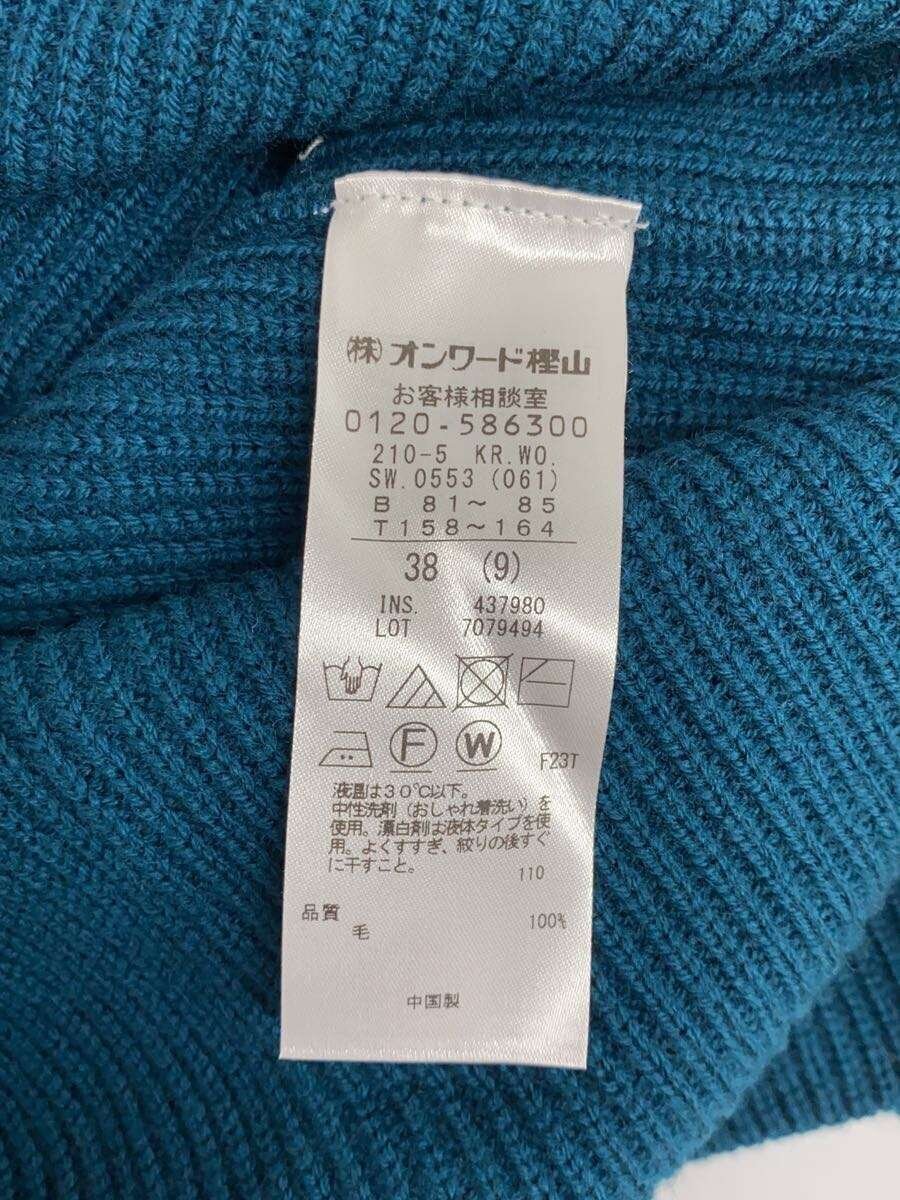 ㈱オンワード樫山
お客様相談室
0120-586300
210-5 KR.WO.
SW.0553 (061)
B 81～ 85
T158～164
38 (9)
INS. 437980
LOT 7079494
F W
F23T
液温は30℃以下。
中性洗剤（おしゃれ着洗い）を
使用。漂白剤は液体タイプを使
用。よくすすぎ、絞りの後すぐ
に干すこと。
110
品質
毛 100%
中国製